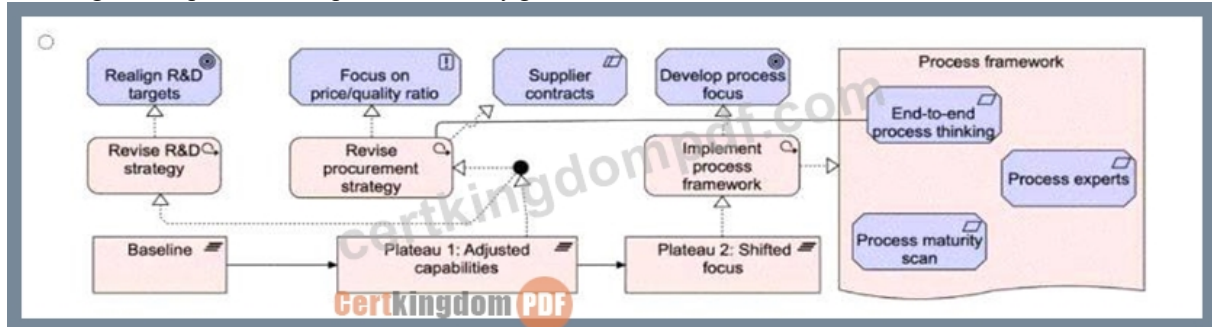 Realign R&D
targets
Focus on
price/quality ratio
Supplier
contracts
Develop process
focus
Process framework
End-to-end
process thinking
Process experts
Process maturity
scan
Revise R&D
strategy
Revise
procurement
strategy
Implement
process
framework
Baseline
Plateau 1: Adjusted
capabilities
Plateau 2: Shifted
focus
certkingdompdf.com
Certkingdom PDF